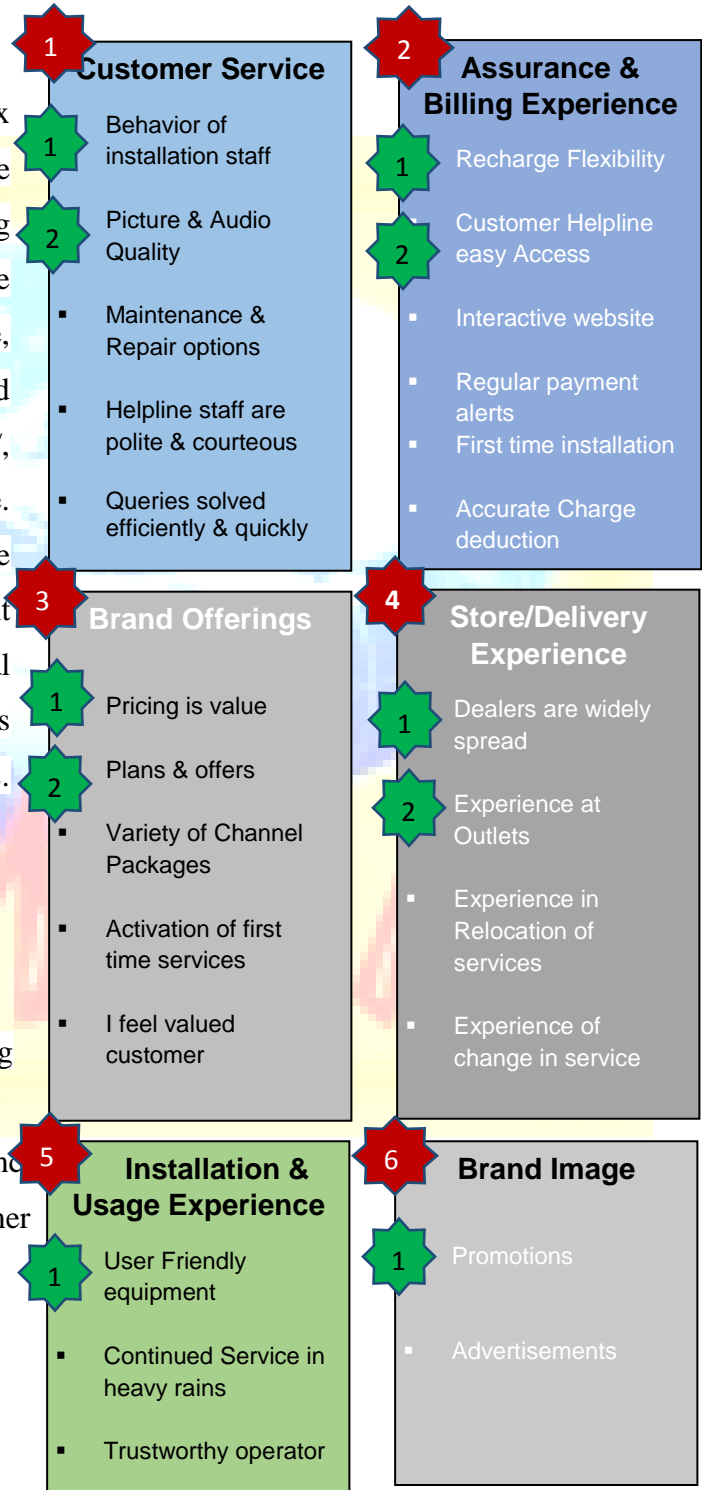 1
Customer Service
1
Behavior of
installation staff
2
Picture & Audio
Quality
▪ Maintenance &
Repair options
▪ Helpline staff are
polite & courteous
▪ Queries solved
efficiently & quickly
2
Assurance &
Billing Experience
1
Recharge Flexibility
2
Customer Helpline
easy Access
▪ Interactive website
▪ Regular payment
alerts
▪ First time installation
▪ Accurate Charge
deduction
3
Brand Offerings
1
Pricing is value
2
Plans & offers
▪ Variety of Channel
Packages
▪ Activation of first
time services
▪ I feel valued
customer
4
Store/Delivery
Experience
1
Dealers are widely
spread
2
Experience at
Outlets
▪ Experience in
Relocation of
services
▪ Experience of
change in service
5
Installation &
Usage Experience
1
User Friendly
equipment
▪ Continued Service in
heavy rains
▪ Trustworthy operator
6
Brand Image
1
Promotions
▪ Advertisements